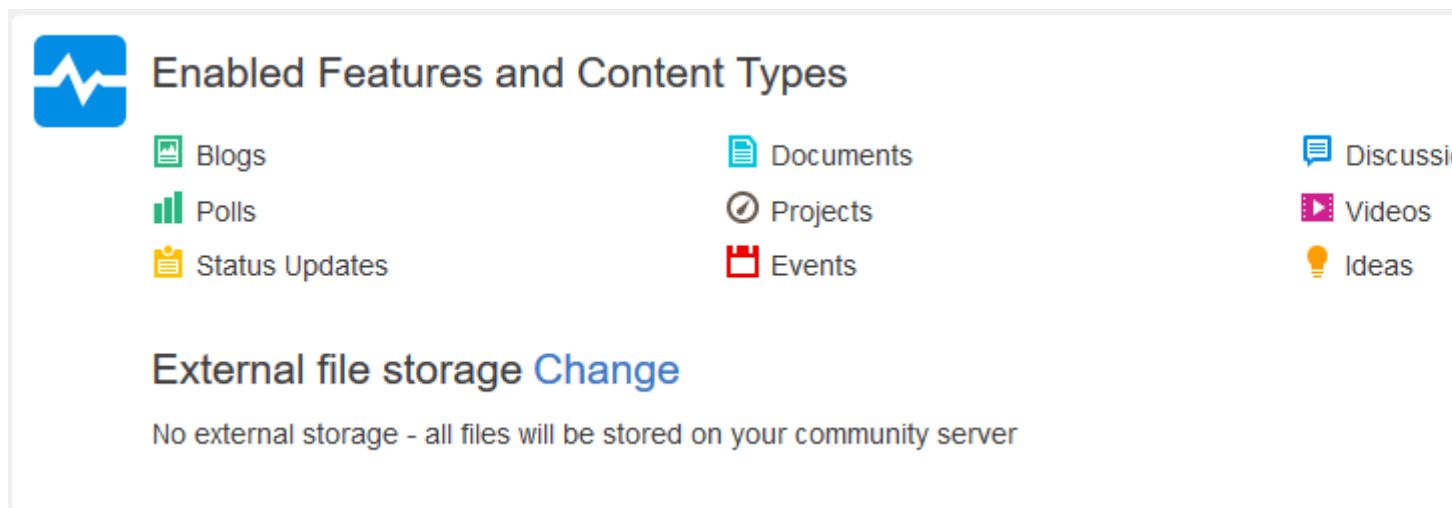 Enabled Features and Content Types
Blogs Documents
Polls Projects Videos
Status Updates Events Ideas
External file storage Change
No external storage - all files will be stored on your community server